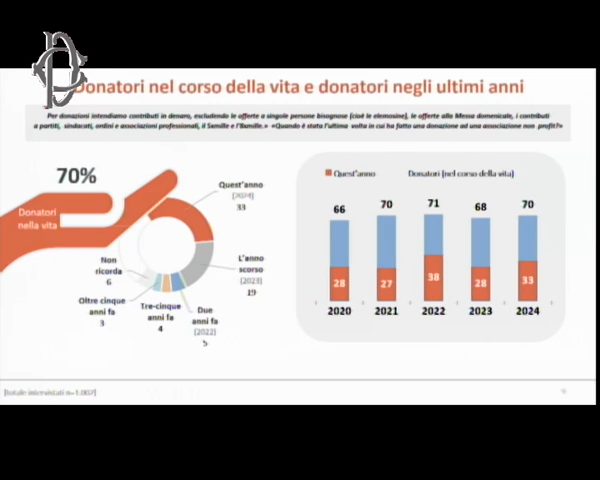 Donatori nel corso della vita e donatori negli ultimi anni
Per donazioni intendiamo contributi in denaro, escludendo le offerte a singole persone bisognose (cioè le elemosine), le offerte alla Messa domenicale, i contributi
a partiti, sindacati, ordini e associazioni professionali, il 5xmille e l'8xmille.» «Quando è stata l'ultima volta in cui ha fatto una donazione ad una associazione non profit?»
70%
Donatori
nella vita
Quest'anno
(2024)
33
L'anno
scorso
(2023)
19
Due
anni fa
(2022)
5
Tre-cinque
anni fa
4
Oltre cinque
anni fa
3
Non
ricorda
6
Quest'anno
Donatori (nel corso della vita)
66
70
71
68
70
28
27
38
28
33
2020
2021
2022
2023
2024
[totale intervistati n=1.007]